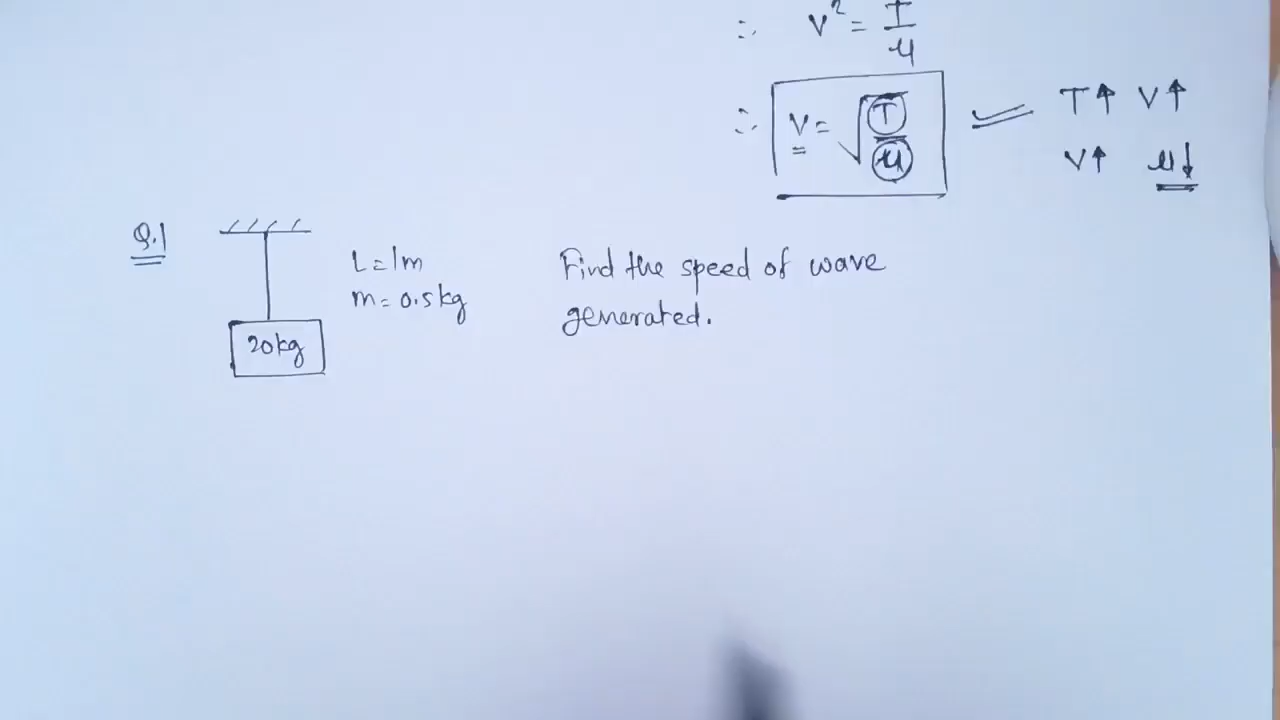 ∴ V² = T/μ
∴ V = √(T/μ) T↑ V↑
V↑ μ↓
Q.1
L=1m
m=0.5kg
20kg
Find the speed of wave
generated.